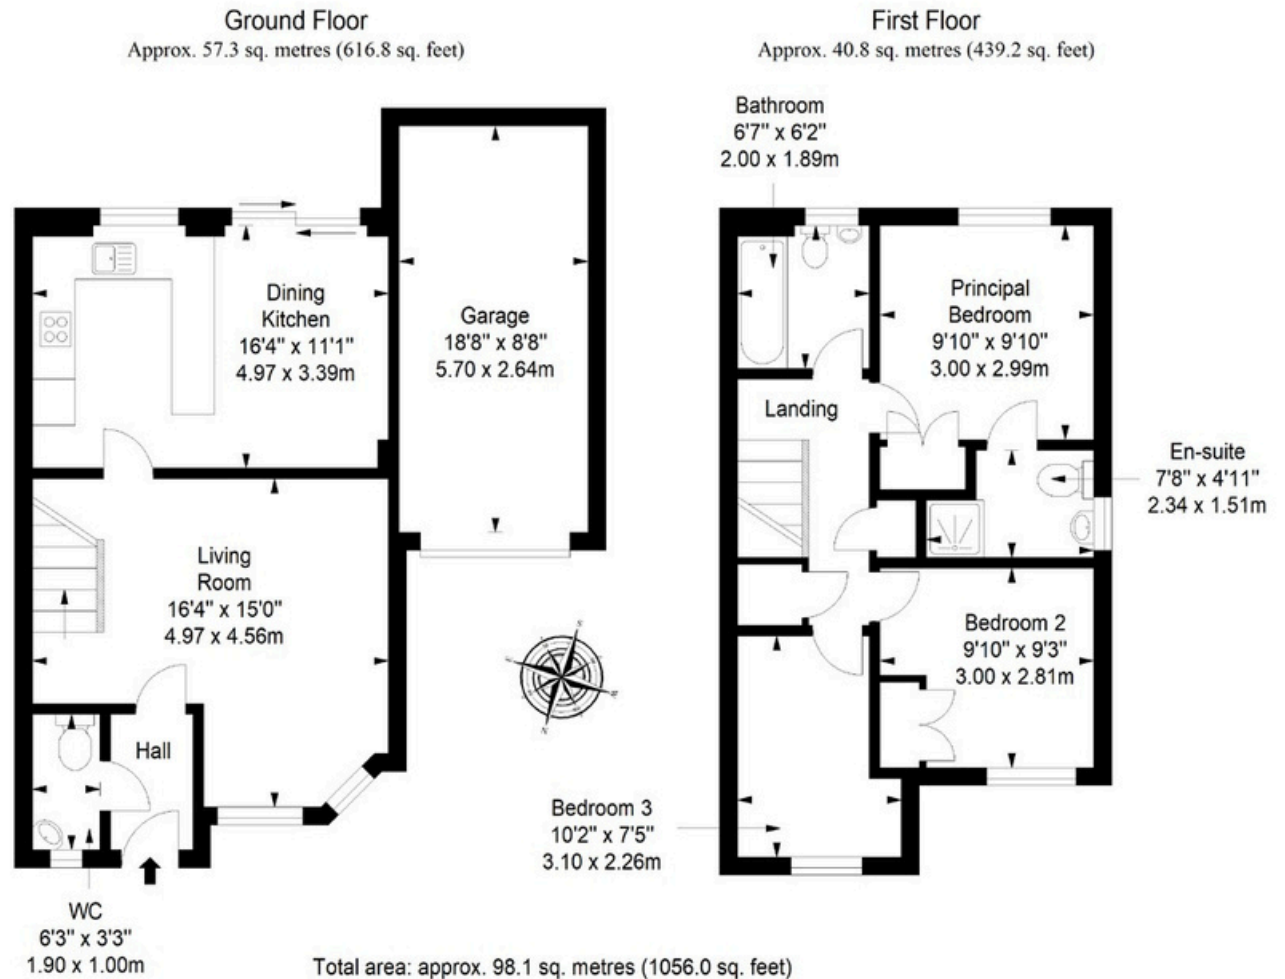 Ground Floor
Approx. 57.3 sq. metres (616.8 sq. feet)
First Floor
Approx. 40.8 sq. metres (439.2 sq. feet)
Bathroom
6'7" x 6'2"
2.00 x 1.89m
Dining
Kitchen
16'4" x 11'1"
4.97 x 3.39m
Garage
18'8" x 8'8"
5.70 x 2.64m
Principal
Bedroom
9'10" x 9'10"
3.00 x 2.99m
Landing
En-suite
7'8" x 4'11"
2.34 x 1.51m
Living
Room
16'4" x 15'0"
4.97 x 4.56m
S
N
Bedroom 2
9'10" x 9'3"
3.00 x 2.81m
Hall
Bedroom 3
10'2" x 7'5"
3.10 x 2.26m
WC
6'3" x 3'3"
1.90 x 1.00m
Total area: approx. 98.1 sq. metres (1056.0 sq. feet)